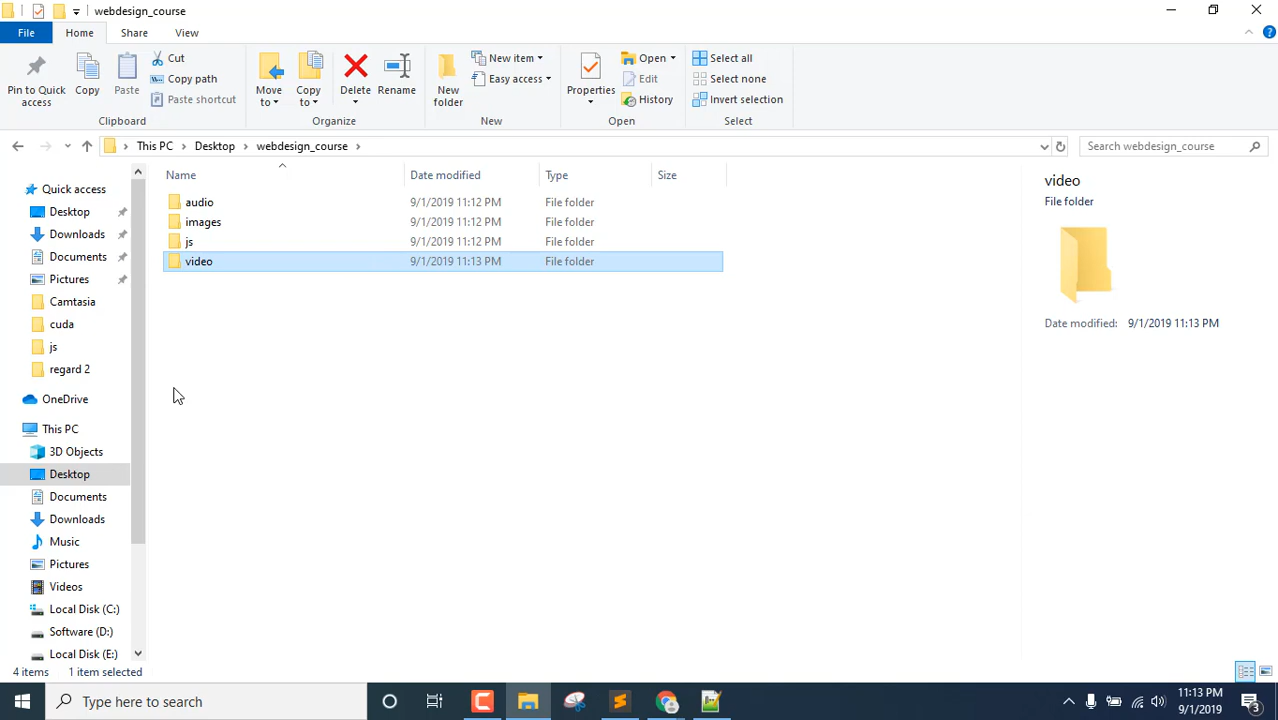 webdesign_course
File Home Share View
Pin to Quick access
Copy
Paste
Cut
Copy path
Paste shortcut
Move to
Copy to
Delete
Rename
New folder
New item
Easy access
Properties
Open
Edit
History
Select all
Select none
Invert selection
Clipboard Organize New Open Select
This PC Desktop webdesign_course Search webdesign_course
Name Date modified Type Size
audio 9/1/2019 11:12 PM File folder
images 9/1/2019 11:12 PM File folder
js 9/1/2019 11:12 PM File folder
video 9/1/2019 11:13 PM File folder
Quick access
Desktop
Downloads
Documents
Pictures
Camtasia
cuda
js
regard 2
OneDrive
This PC
3D Objects
Desktop
Documents
Downloads
Music
Pictures
Videos
Local Disk (C:)
Software (D:)
Local Disk (E:)
video
File folder
Date modified: 9/1/2019 11:13 PM
4 items 1 item selected
Type here to search
11:13 PM
9/1/2019
3